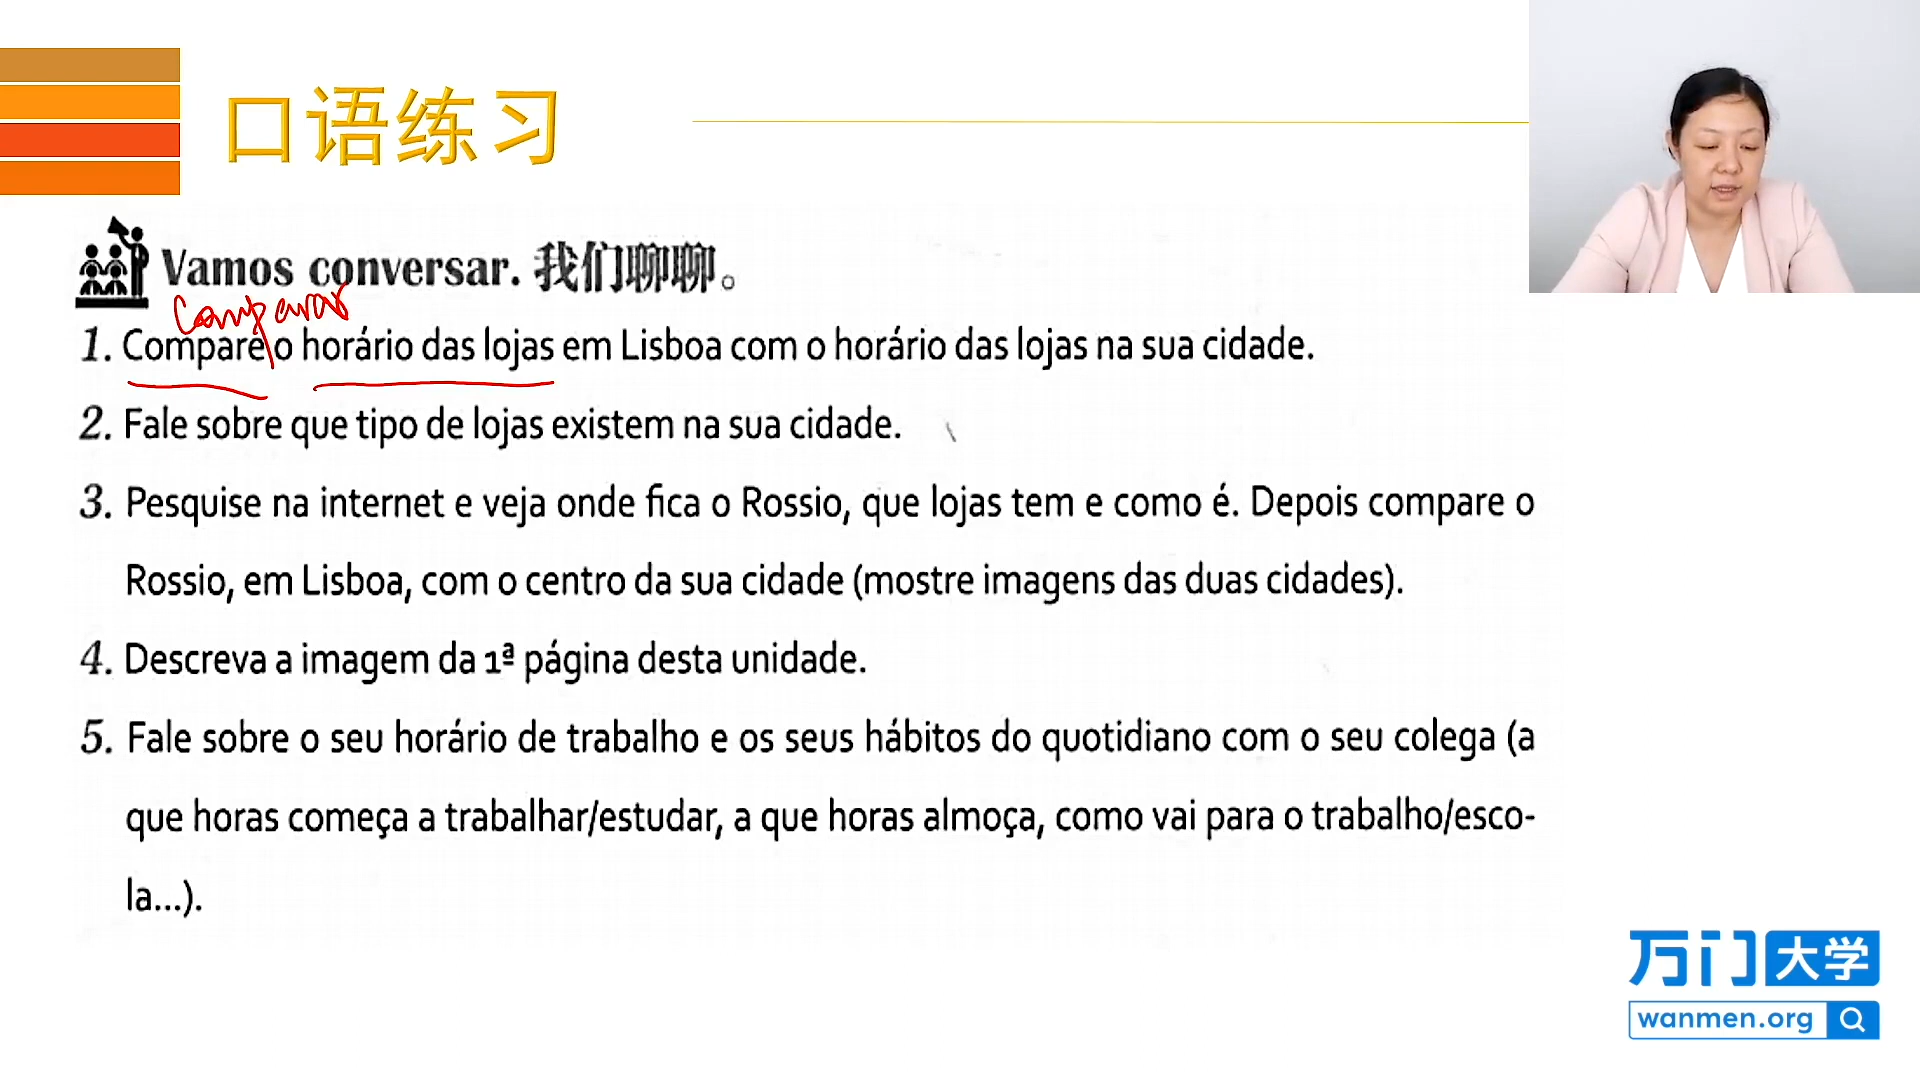 口语练习
Vamos conversar. 我们聊聊。
Comparar
1. Compare o horário das lojas em Lisboa com o horário das lojas na sua cidade.
2. Fale sobre que tipo de lojas existem na sua cidade.
3. Pesquise na internet e veja onde fica o Rossio, que lojas tem e como é. Depois compare o
Rossio, em Lisboa, com o centro da sua cidade (mostre imagens das duas cidades).
4. Descreva a imagem da 1ª página desta unidade.
5. Fale sobre o seu horário de trabalho e os seus hábitos do quotidiano com o seu colega (a
que horas começa a trabalhar/estudar, a que horas almoça, como vai para o trabalho/esco-
la...).
万门大学
wanmen.org